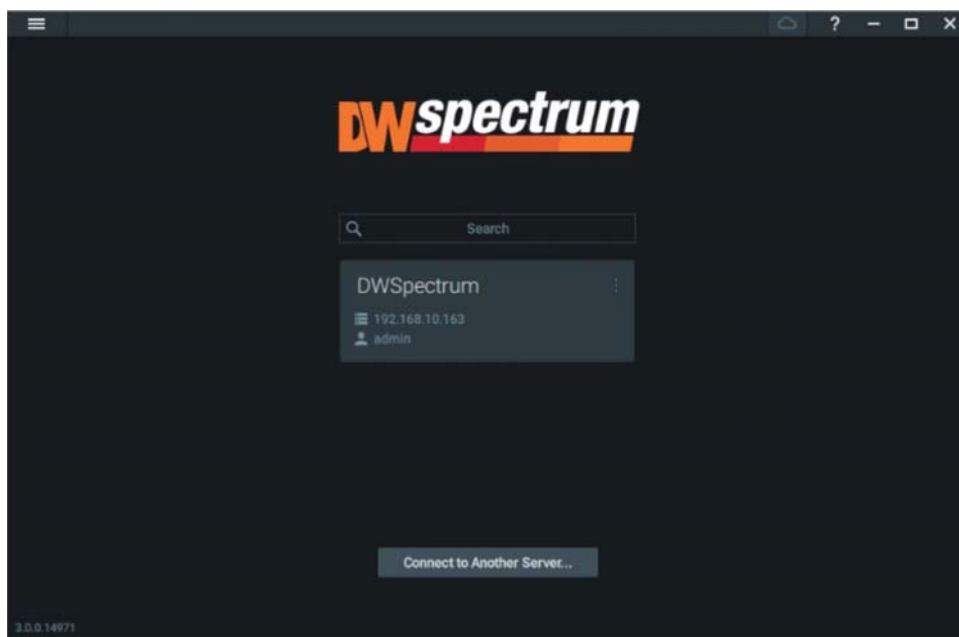 ?
DWspectrum
Search
DWSpectrum
192.168.10.163
admin
Connect to Another Server...
3.0.0.14971